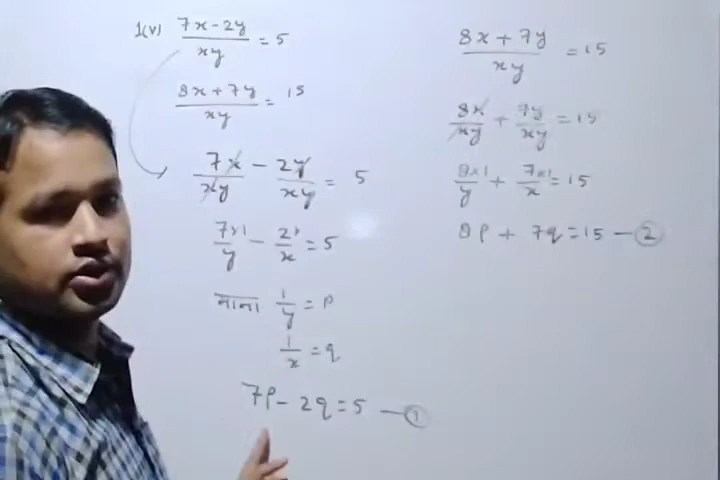 1(v) (7x-2y)/xy = 5
(8x+7y)/xy = 15
7x/xy - 2y/xy = 5
7×1/y - 2×1/x = 5
माना 1/y = p
1/x = q
7p - 2q = 5 — ①
(8x+7y)/xy = 15
8x/xy + 7y/xy = 15
8×1/y + 7×1/x = 15
8p + 7q = 15 — ②